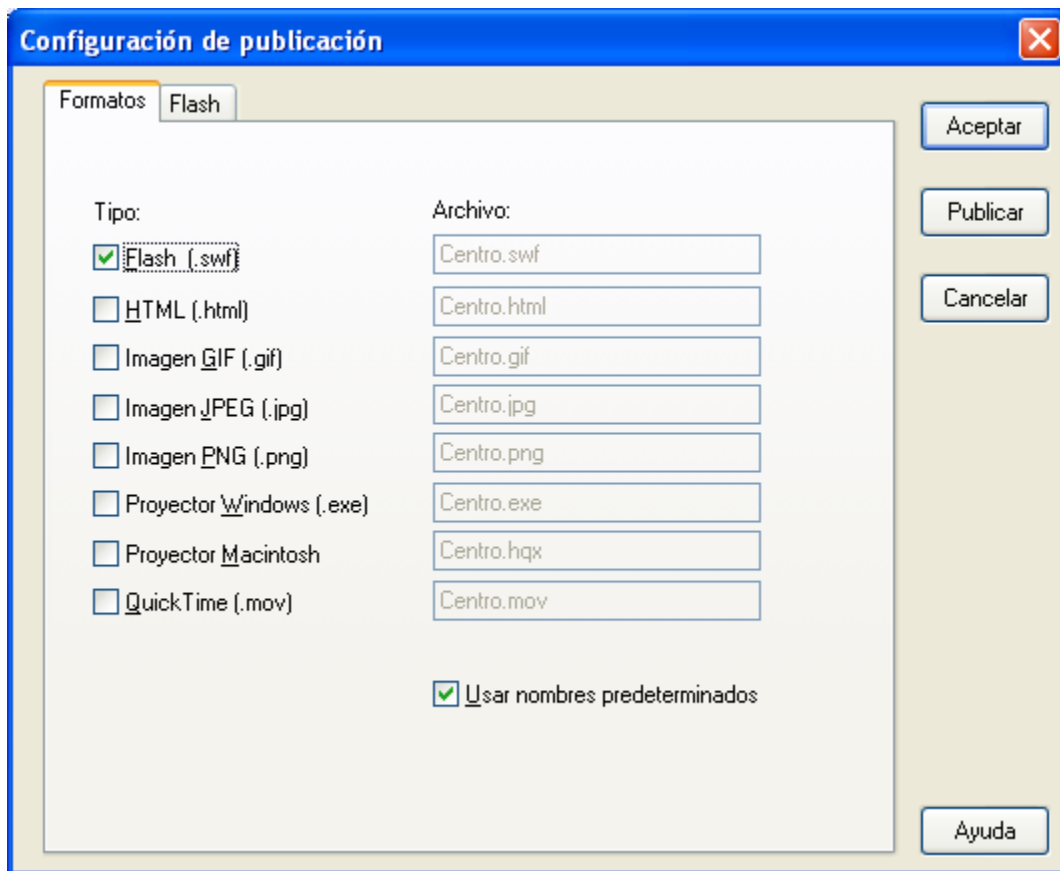 Configuración de publicación
Formatos Flash
Aceptar
Tipo: Archivo:
Publicar
Flash (.swf) Centro.swf
HTML (.html) Centro.html
Cancelar
Imagen GIF (.gif) Centro.gif
Imagen JPEG (.jpg) Centro.jpg
Imagen PNG (.png) Centro.png
Proyector Windows (.exe) Centro.exe
Proyector Macintosh Centro.hqx
QuickTime (.mov) Centro.mov
Usar nombres predeterminados
Ayuda